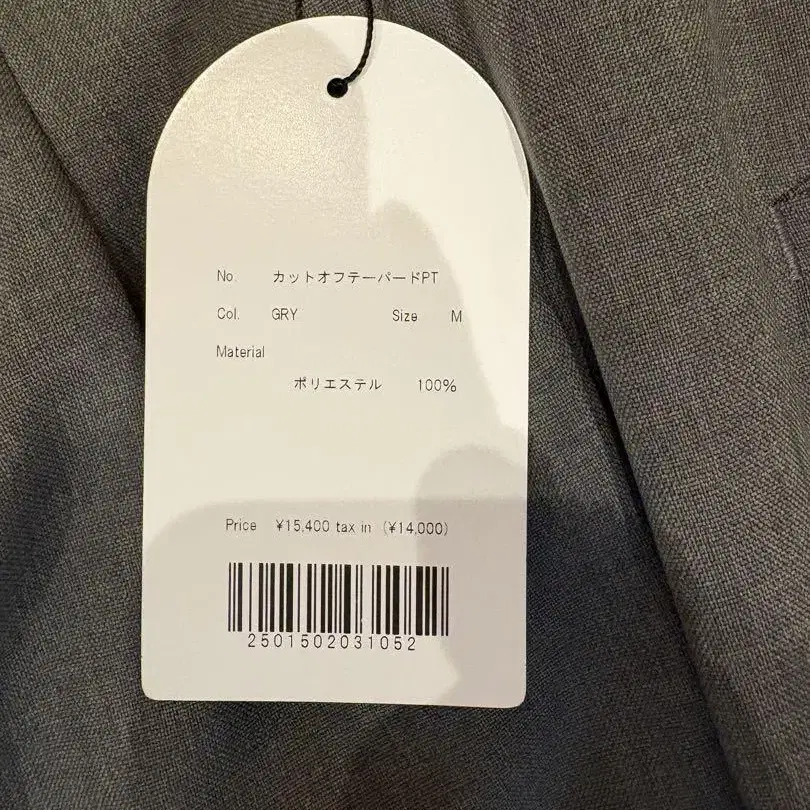 No. カットオフテーパードPT
Col. GRY Size M
Material
ポリエステル 100%
Price ¥15,400 tax in (¥14,000)
2501502031052